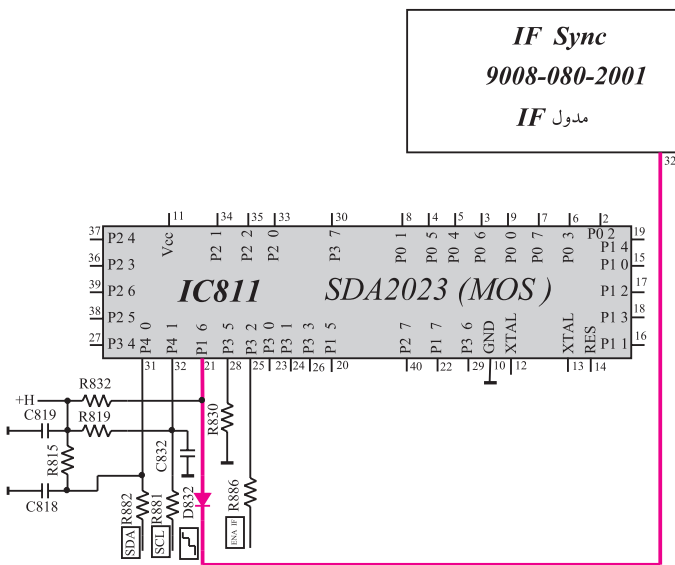 IF Sync
9008-080-2001
مدول IF
32
11 34 35 33 30 8 4 5 3 9 7 6 2
37 P2 4
36 P2 3
39 P2 6
38 P2 5
27 P3 4
Vcc P2 1 P2 2 P2 0 P3 7 P0 1 P0 5 P0 4 P0 6 P0 0 P0 7 P0 3 P0 2
P1 4 19
P1 0 15
P1 2 17
P1 3 18
P1 1 16
IC811 SDA2023 (MOS)
P4 0 P4 1 P1 6 P3 5 P3 2 P3 0 P3 1 P3 3 P1 5 P2 7 P1 7 P3 6 GND XTAL XTAL RES
31 32 21 28 25 23 24 26 20 40 22 29 10 12 13 14
+H R832
C819 R819
R815 C832 R830
C818
R882 R881 D832 R886
SDA SCL ENA IF